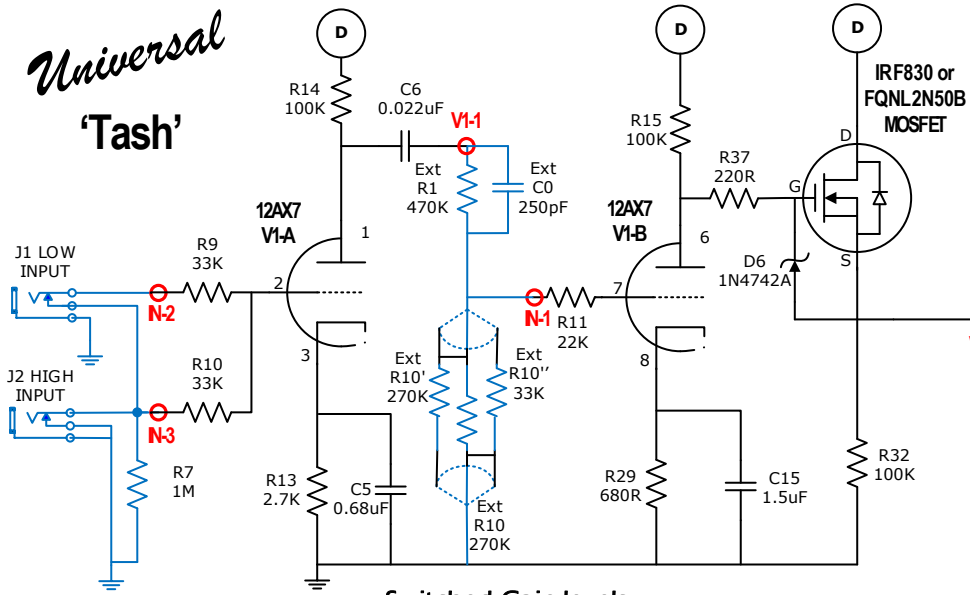 Universal
'Tash'
D
D
D
R14
100K
C6
0.022uF
V1-1
Ext
R1
470K
Ext
C0
250pF
R15
100K
R37
220R
IRF830 or
FQNL2N50B
MOSFET
D
G
S
12AX7
V1-A
1
2
3
12AX7
V1-B
6
7
8
D6
1N4742A
J1 LOW
INPUT
IN-2
R9
33K
IN-1
R11
22K
J2 HIGH
INPUT
IN-3
R10
33K
R7
1M
Ext
R10'
270K
Ext
R10''
33K
Ext
R10
270K
R13
2.7K
C5
0.68uF
R29
680R
C15
1.5uF
R32
100K